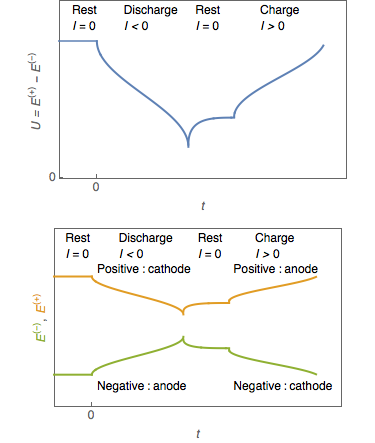 Rest Discharge Rest Charge
I = 0 I < 0 I = 0 I > 0
U = E(+) − E(−)
0
0
t
Rest Discharge Rest Charge
I = 0 I < 0 I = 0 I > 0
Positive : cathode Positive : anode
E(−), E(+)
Negative : anode Negative : cathode
0
t